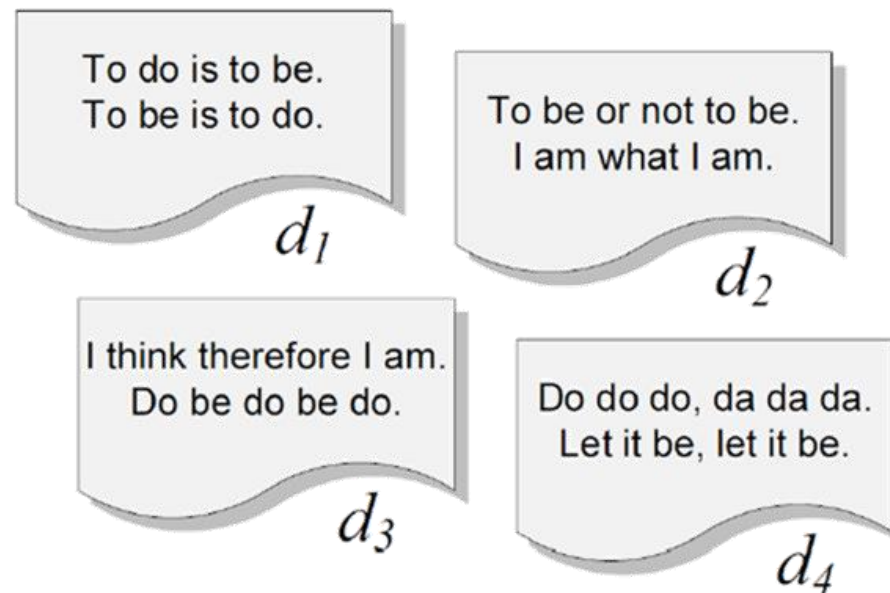 To do is to be.
To be is to do.
d1
To be or not to be.
I am what I am.
d2
I think therefore I am.
Do be do be do.
d3
Do do do, da da da.
Let it be, let it be.
d4